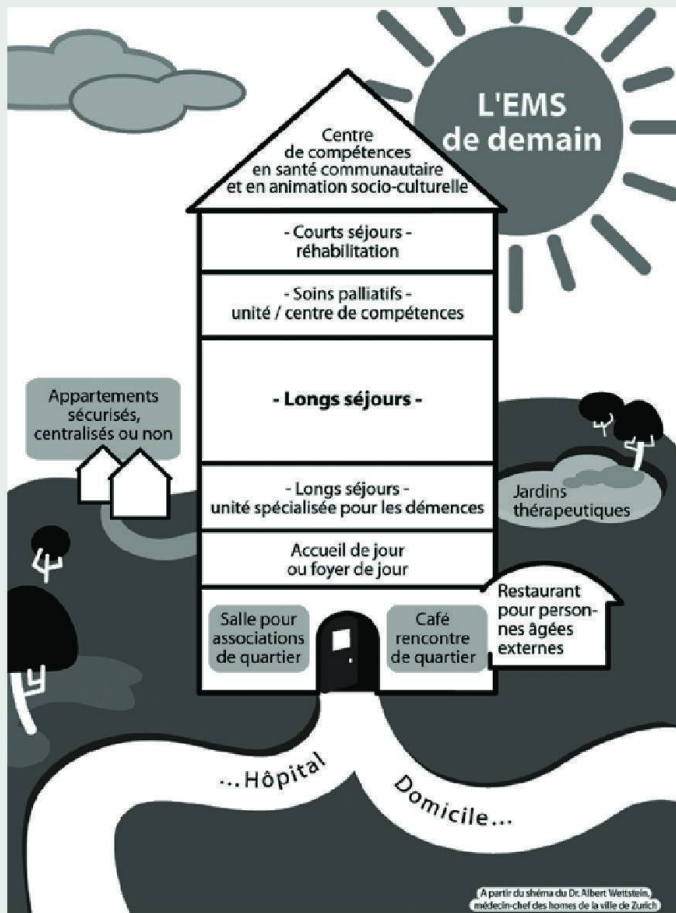 L'EMS
de demain
Centre
de compétences
en santé communautaire
et en animation socio-culturelle
- Courts séjours -
réhabilitation
- Soins palliatifs -
unité / centre de compétences
- Longs séjours -
Appartements
sécurisés,
centralisés ou non
- Longs séjours -
unité spécialisée pour les démences
Jardins
thérapeutiques
Accueil de jour
ou foyer de jour
Salle pour
associations
de quartier
Café
rencontre
de quartier
Restaurant
pour person-
nes âgées
externes
...Hôpital
Domicile...
A partir du shéma du Dr. Albert Wettstein,
médecin-chef des homes de la ville de Zurich